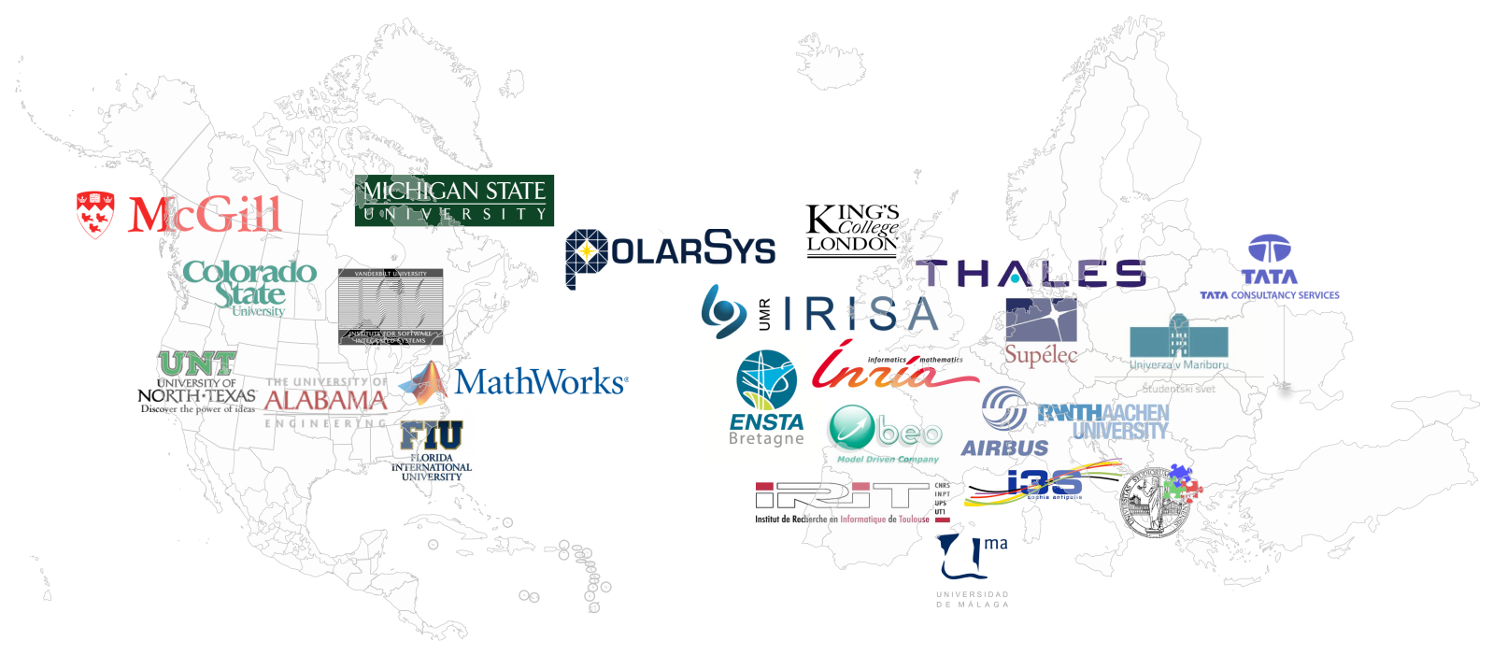 McGill
MICHIGAN STATE
UNIVERSITY
Colorado
State
University
VANDERBILT UNIVERSITY
ISIS
INSTITUTE FOR SOFTWARE
INTEGRATED SYSTEMS
UNT
UNIVERSITY OF
NORTH·TEXAS
Discover the power of ideas
THE UNIVERSITY OF
ALABAMA
ENGINEERING
MathWorks®
FIU
FLORIDA
INTERNATIONAL
UNIVERSITY
POLARSYS
KING'S
College
LONDON
THALES
TATA
TATA CONSULTANCY SERVICES
UMR
IRISA
Supélec
Univerza v Mariboru
Študentski svet
informatics mathematics
Inria
ENSTA
Bretagne
obeo
Model Driven Company
AIRBUS
RWTHAACHEN
UNIVERSITY
IRIT
CNRS
INPT
UPS
UT1
Institut de Recherche en Informatique de Toulouse
i3S
sophia antipolis
uma
UNIVERSIDAD
DE MÁLAGA